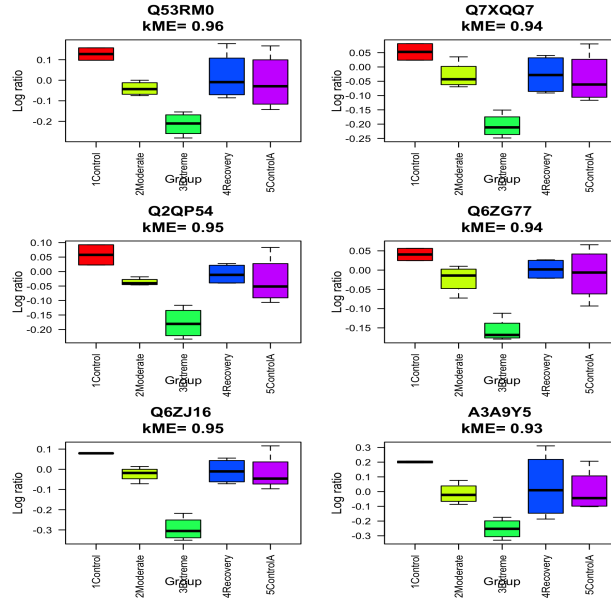 Q53RM0
kME= 0.96
Log ratio
0.1
0.0
-0.1
-0.2
1Control
2Moderate
3Extreme
4Recovery
5ControlA
Group
Q7XQQ7
kME= 0.94
Log ratio
0.05
0.00
-0.05
-0.10
-0.15
-0.20
-0.25
1Control
2Moderate
3Extreme
4Recovery
5ControlA
Group
Q2QP54
kME= 0.95
Log ratio
0.10
0.05
0.00
-0.05
-0.10
-0.15
-0.20
1Control
2Moderate
3Extreme
4Recovery
5ControlA
Group
Q6ZG77
kME= 0.94
Log ratio
0.05
0.00
-0.05
-0.15
1Control
2Moderate
3Extreme
4Recovery
5ControlA
Group
Q6ZJ16
kME= 0.95
Log ratio
0.1
0.0
-0.1
-0.3
1Control
2Moderate
3Extreme
4Recovery
5ControlA
Group
A3A9Y5
kME= 0.93
Log ratio
0.3
0.2
0.1
0.0
-0.1
-0.2
-0.3
1Control
2Moderate
3Extreme
4Recovery
5ControlA
Group